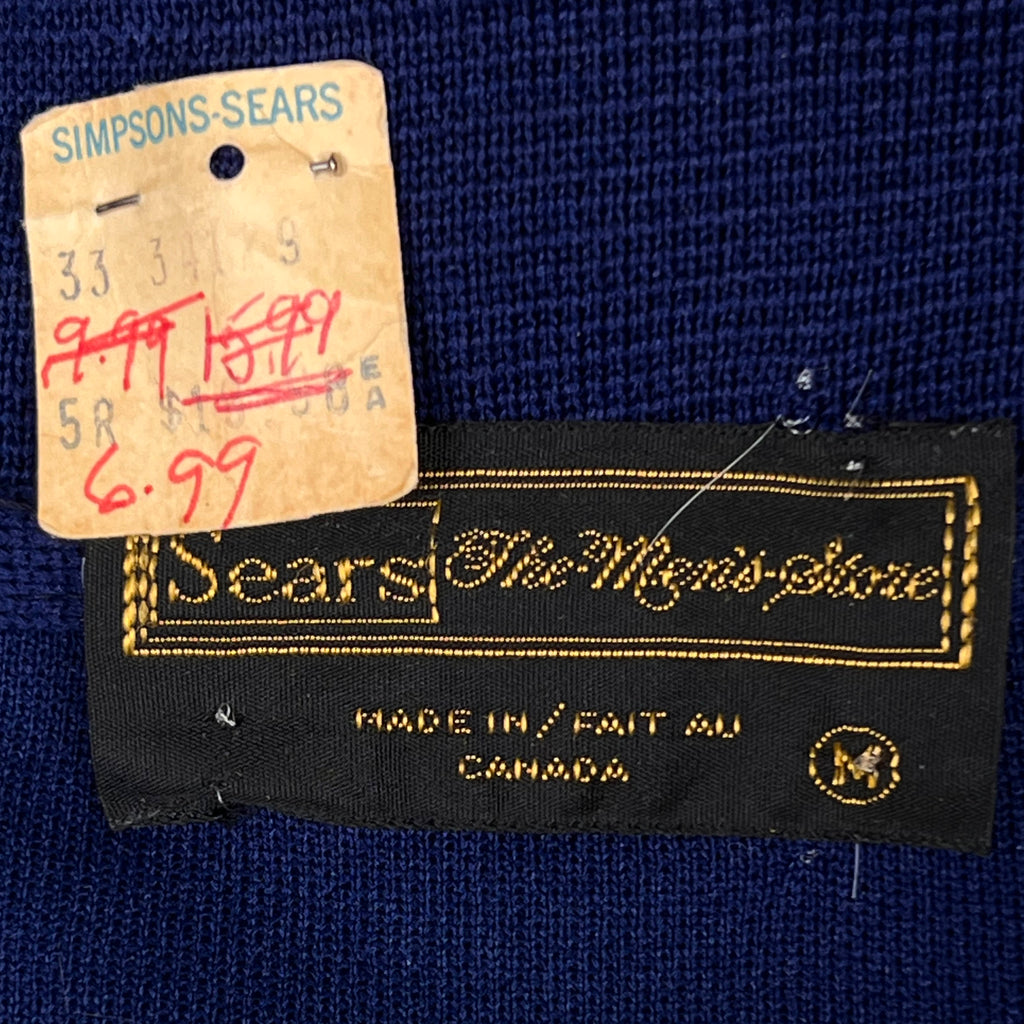 SIMPSONS-SEARS
33 9
9.99 15.99
5R EA
6.99
Sears The Men's Store
MADE IN / FAIT AU
CANADA
M